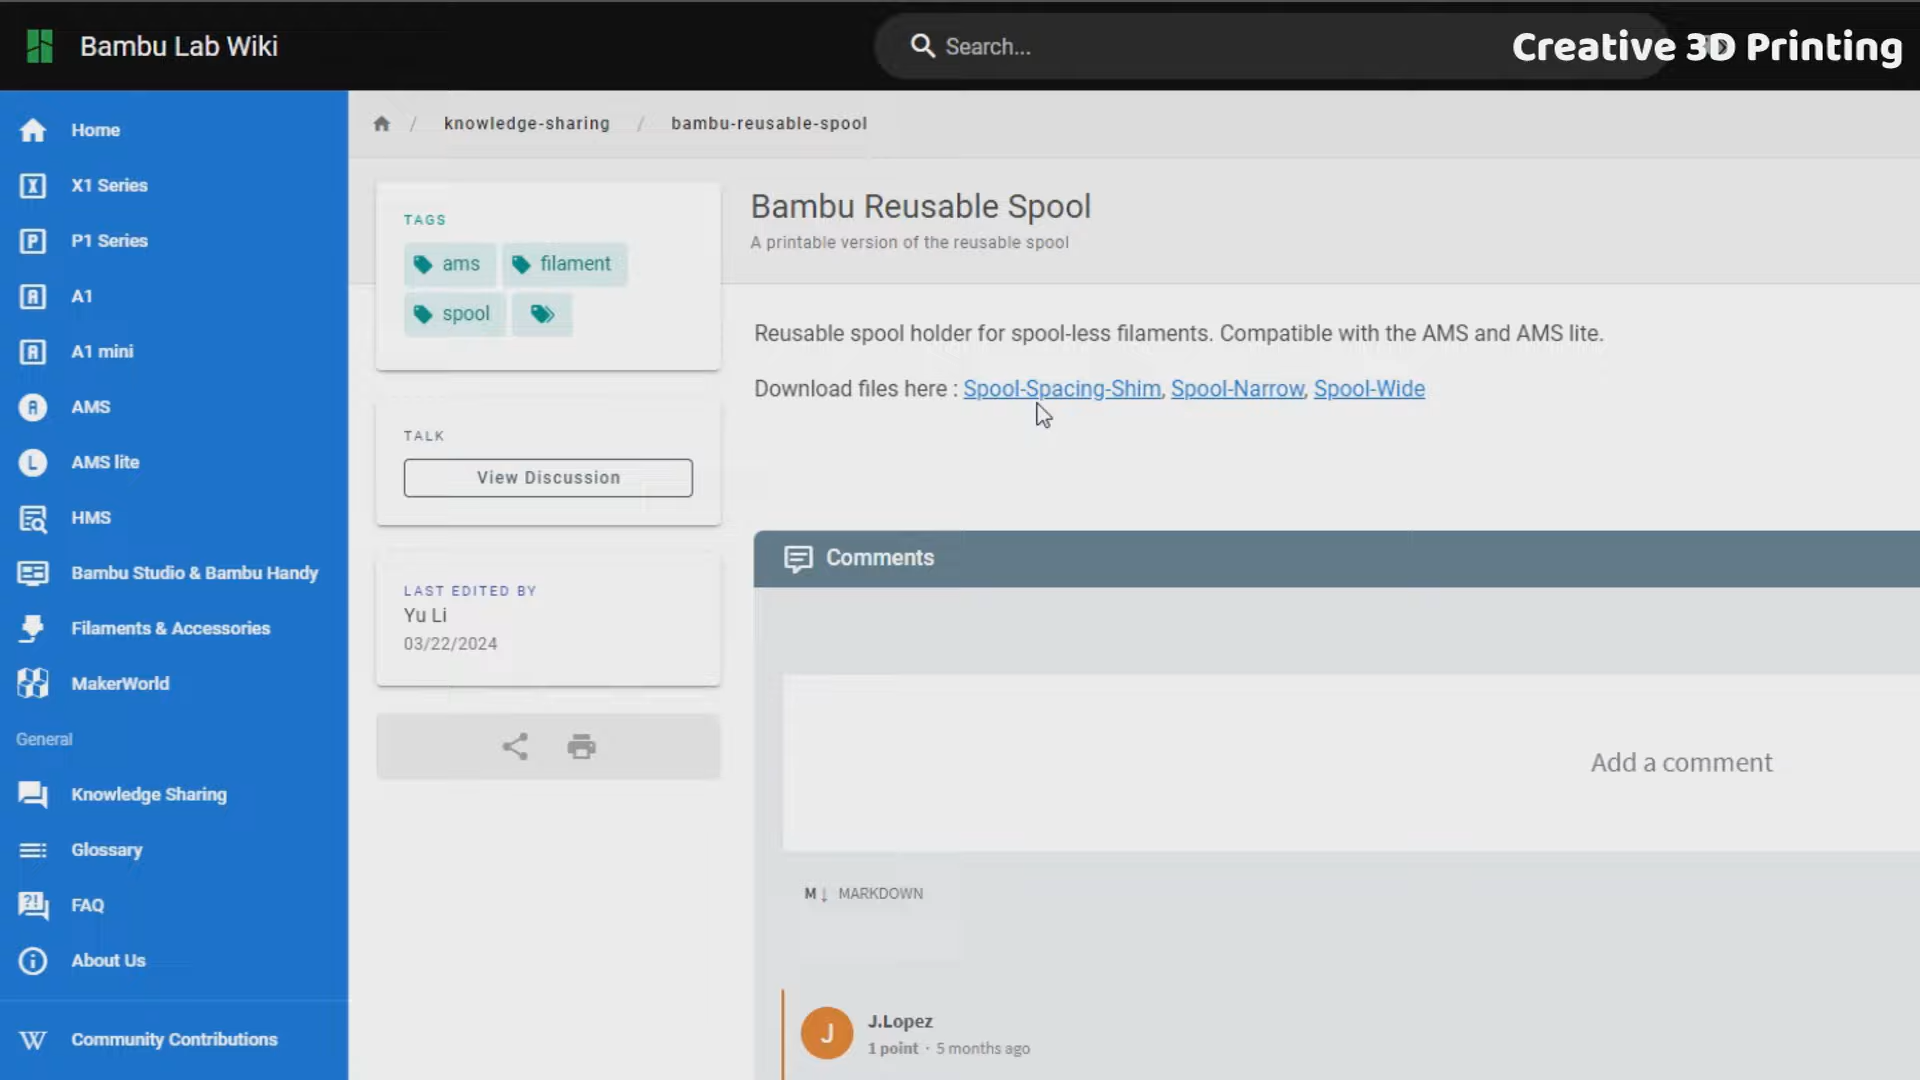 Bambu Lab Wiki
Search...
Creative 3D Printing
Home
X1 Series
P1 Series
A1
A1 mini
AMS
AMS lite
HMS
Bambu Studio & Bambu Handy
Filaments & Accessories
MakerWorld
General
Knowledge Sharing
Glossary
FAQ
About Us
Community Contributions
/ knowledge-sharing / bambu-reusable-spool
TAGS
ams filament
spool
TALK
View Discussion
LAST EDITED BY
Yu Li
03/22/2024
Bambu Reusable Spool
A printable version of the reusable spool
Reusable spool holder for spool-less filaments. Compatible with the AMS and AMS lite.
Download files here : Spool-Spacing-Shim, Spool-Narrow, Spool-Wide
Comments
Add a comment
M↓ MARKDOWN
J
J.Lopez
1 point · 5 months ago